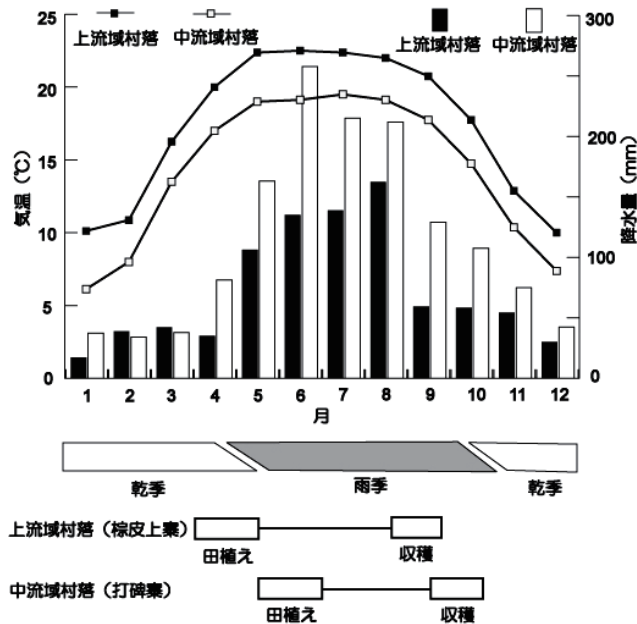 25
20
15
10
5
0
気温（℃）
上流域村落
中流域村落
上流域村落
中流域村落
300
200
100
0
降水量（mm）
1 2 3 4 5 6 7 8 9 10 11 12
月
乾季 雨季 乾季
上流域村落（棕皮上寨）
田植え 収穫
中流域村落（打碑寨）
田植え 収穫